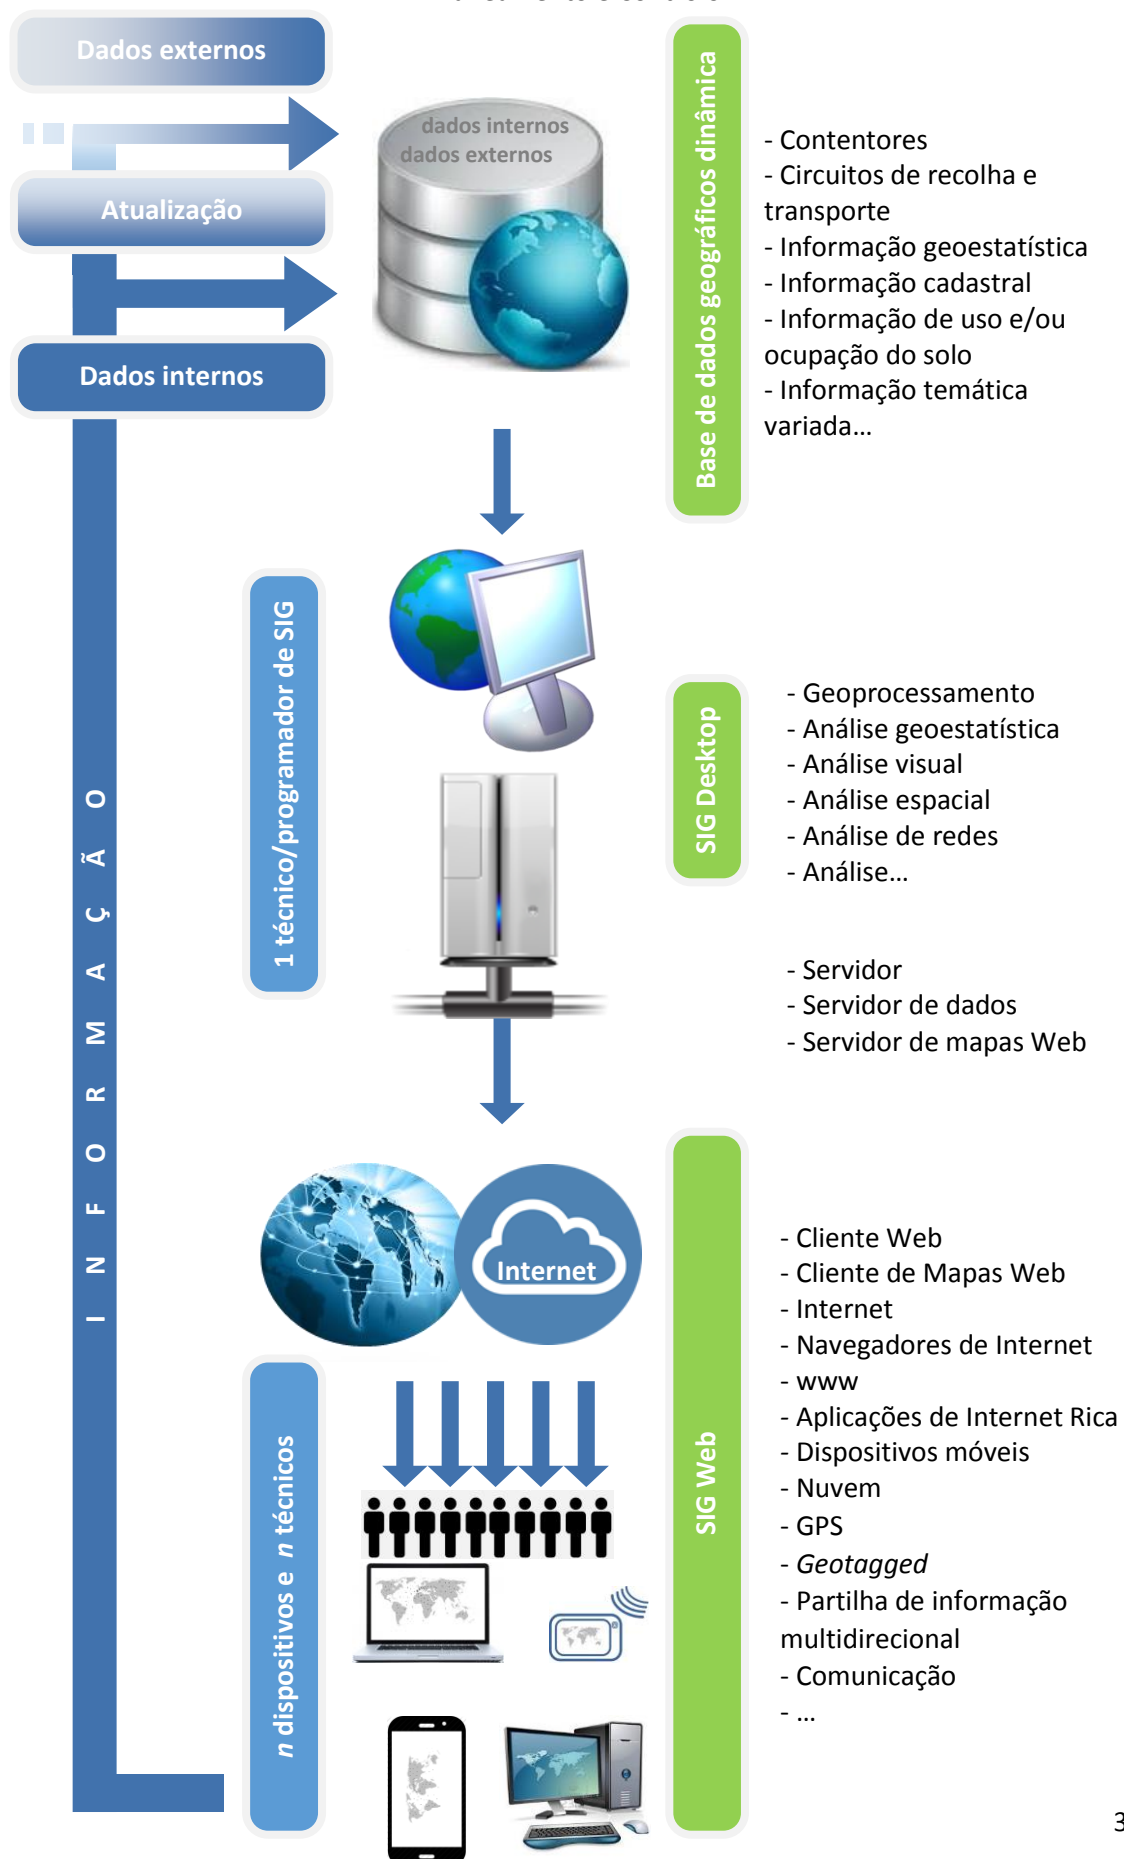 Dados externos
dados internos
dados externos
Atualização
Dados internos
Base de dados geográficos dinâmica
- Contentores
- Circuitos de recolha e
transporte
- Informação geoestatística
- Informação cadastral
- Informação de uso e/ou
ocupação do solo
- Informação temática
variada…
INFORMAÇÃO
1 técnico/programador de SIG
SIG Desktop
- Geoprocessamento
- Análise geoestatística
- Análise visual
- Análise espacial
- Análise de redes
- Análise…
- Servidor
- Servidor de dados
- Servidor de mapas Web
Internet
n dispositivos e n técnicos
SIG Web
- Cliente Web
- Cliente de Mapas Web
- Internet
- Navegadores de Internet
- www
- Aplicações de Internet Rica
- Dispositivos móveis
- Nuvem
- GPS
- Geotagged
- Partilha de informação
multidirecional
- Comunicação
- …
3